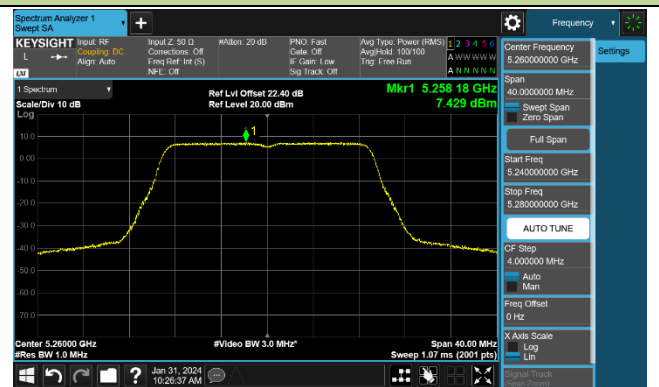 Spectrum Analyzer 1
Swept SA
Frequency
KEYSIGHT
L
LXI
Input: RF
Coupling: DC
Align: Auto
Input Z: 50 Ω
Corrections: Off
Freq Ref: Int (S)
NFE: Off
#Atten: 20 dB
PNO: Fast
Gate: Off
IF Gain: Low
Sig Track: Off
Avg Type: Power (RMS)
Avg|Hold: 100/100
Trig: Free Run
1 2 3 4 5 6
A W W W W W
A N N N N N
1 Spectrum
Scale/Div 10 dB
Log
Ref Lvl Offset 22.40 dB
Ref Level 20.00 dBm
Mkr1 5.258 18 GHz
7.429 dBm
1
10.0
0.00
-10.0
-20.0
-30.0
-40.0
-50.0
-60.0
-70.0
Center 5.26000 GHz
#Res BW 1.0 MHz
#Video BW 3.0 MHz*
Span 40.00 MHz
Sweep 1.07 ms (2001 pts)
Jan 31, 2024
10:26:37 AM
Center Frequency
5.260000000 GHz
Settings
Span
40.0000000 MHz
Swept Span
Zero Span
Full Span
Start Freq
5.240000000 GHz
Stop Freq
5.280000000 GHz
AUTO TUNE
CF Step
4.000000 MHz
Auto
Man
Freq Offset
0 Hz
X Axis Scale
Log
Lin
Signal Track
(Span Zoom)